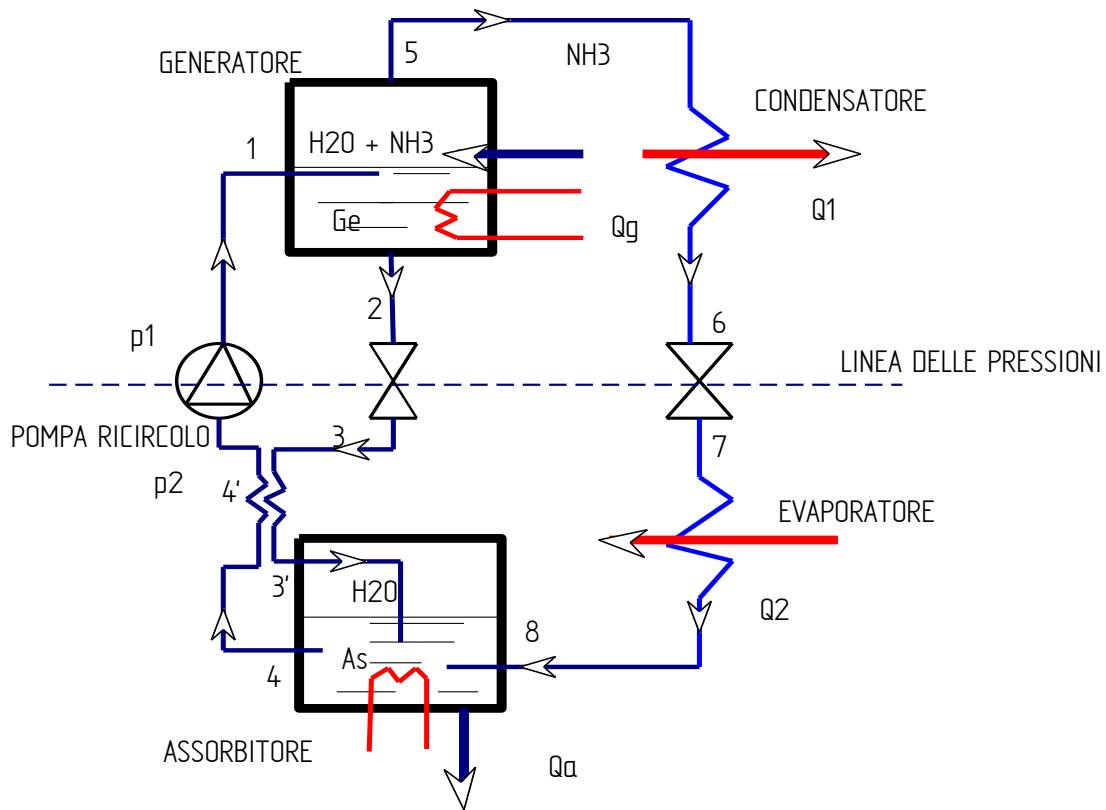 5
NH3
GENERATORE
CONDENSATORE
H2O + NH3
1
Q1
Ge
Qg
2
6
p1
LINEA DELLE PRESSIONI
POMPA RICIRCOLO
3
7
p2
4'
EVAPORATORE
3'
H2O
Q2
8
As
4
ASSORBITORE
Qa